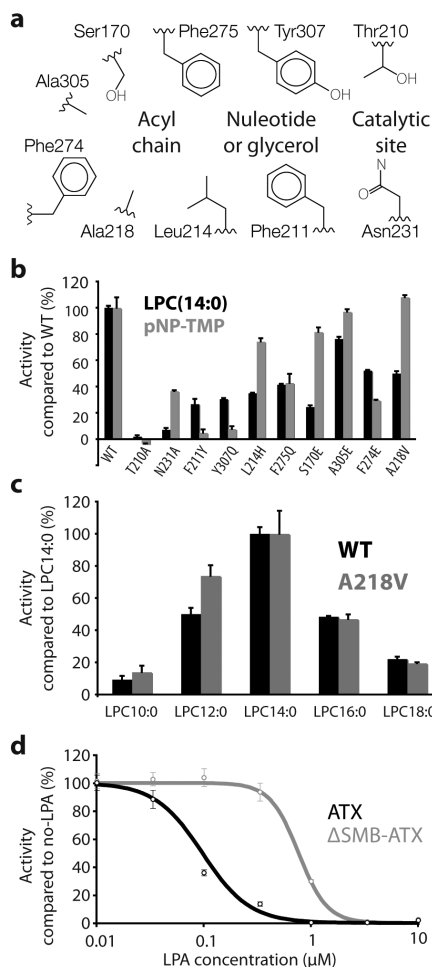 a
Ser170 Phe275 Tyr307 Thr210
OH OH OH
Ala305
Acyl chain
Nuleotide or glycerol
Catalytic site
Phe274
N
O
Ala218 Leu214 Phe211 Asn231
b
Activity
compared to WT (%)
120
100
80
60
40
20
0
LPC(14:0)
pNP-TMP
WT T210A N231A F211Y Y307Q L214H F275Q S170E A305E F274E A218V
c
Activity
compared to LPC14:0 (%)
120
100
80
60
40
20
0
WT
A218V
LPC10:0 LPC12:0 LPC14:0 LPC16:0 LPC18:0
d
Activity
compared to no-LPA (%)
120
100
80
60
40
20
0
ATX
ΔSMB-ATX
0.01 0.1 1 10
LPA concentration (μM)